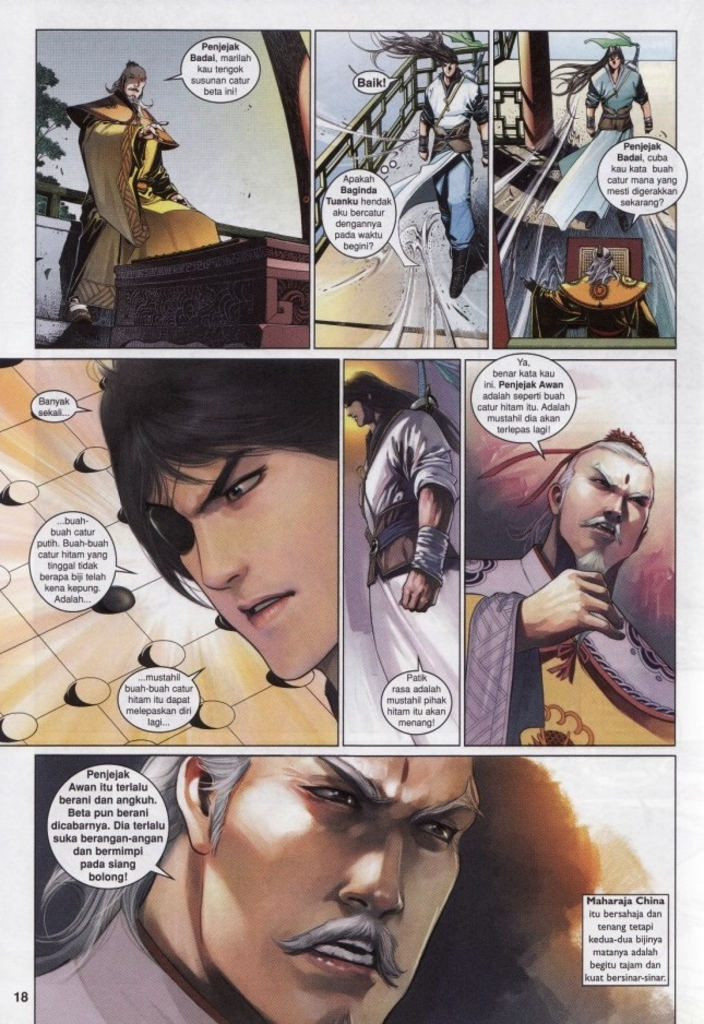 Penjejak
Badai, marilah
kau tengok
susunan catur
beta ini!
Baik!
Apakah
Baginda
Tuanku hendak
aku bercatur
dengannya
pada waktu
begini?
Penjejak
Badai, cuba
kau kata buah
catur mana yang
mesti digerakkan
sekarang?
Banyak
sekali...
...buah-
buah catur
putih. Buah-buah
catur hitam yang
tinggal tidak
berapa biji telah
kena kepung.
Adalah...
...mustahil
buah-buah catur
hitam itu dapat
melepaskan diri
lagi...
Patik
rasa adalah
mustahil pihak
hitam itu akan
menang!
Ya,
benar kata kau
ini. Penjejak Awan
adalah seperti buah
catur hitam itu. Adalah
mustahil dia akan
terlepas lagi!
Penjejak
Awan itu terlalu
berani dan angkuh.
Beta pun berani
dicabarnya. Dia terlalu
suka berangan-angan
dan bermimpi
pada siang
bolong!
Maharaja China
itu bersahaja dan
tenang tetapi
kedua-dua bijinya
matanya adalah
begitu tajam dan
kuat bersinar-sinar.
18